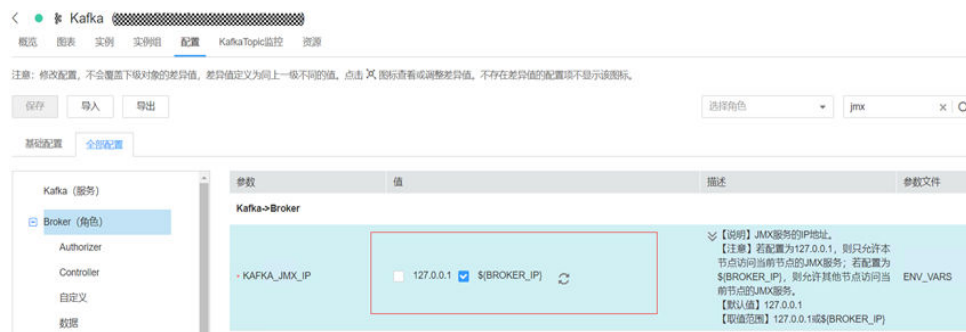 Kafka
概览 图表 实例 实例组 配置 KafkaTopic监控 资源
注意：修改配置，不会覆盖下级对象的差异值，差异值定义为同上一级不同的值。点击 图标查看或调整差异值。不存在差异值的配置项不显示该图标。
保存 导入 导出 选择角色 jmx
基础配置 全部配置
Kafka（服务）
Broker（角色）
Authorizer
Controller
自定义
数据
参数 值 描述 参数文件
Kafka->Broker
* KAFKA_JMX_IP
127.0.0.1 ${BROKER_IP}
【说明】JMX服务的IP地址。
【注意】若配置为127.0.0.1，则只允许本
节点访问当前节点的JMX服务；若配置为
${BROKER_IP}，则允许其他节点访问当
前节点的JMX服务。
【默认值】127.0.0.1
【取值范围】127.0.0.1或${BROKER_IP}
ENV_VARS